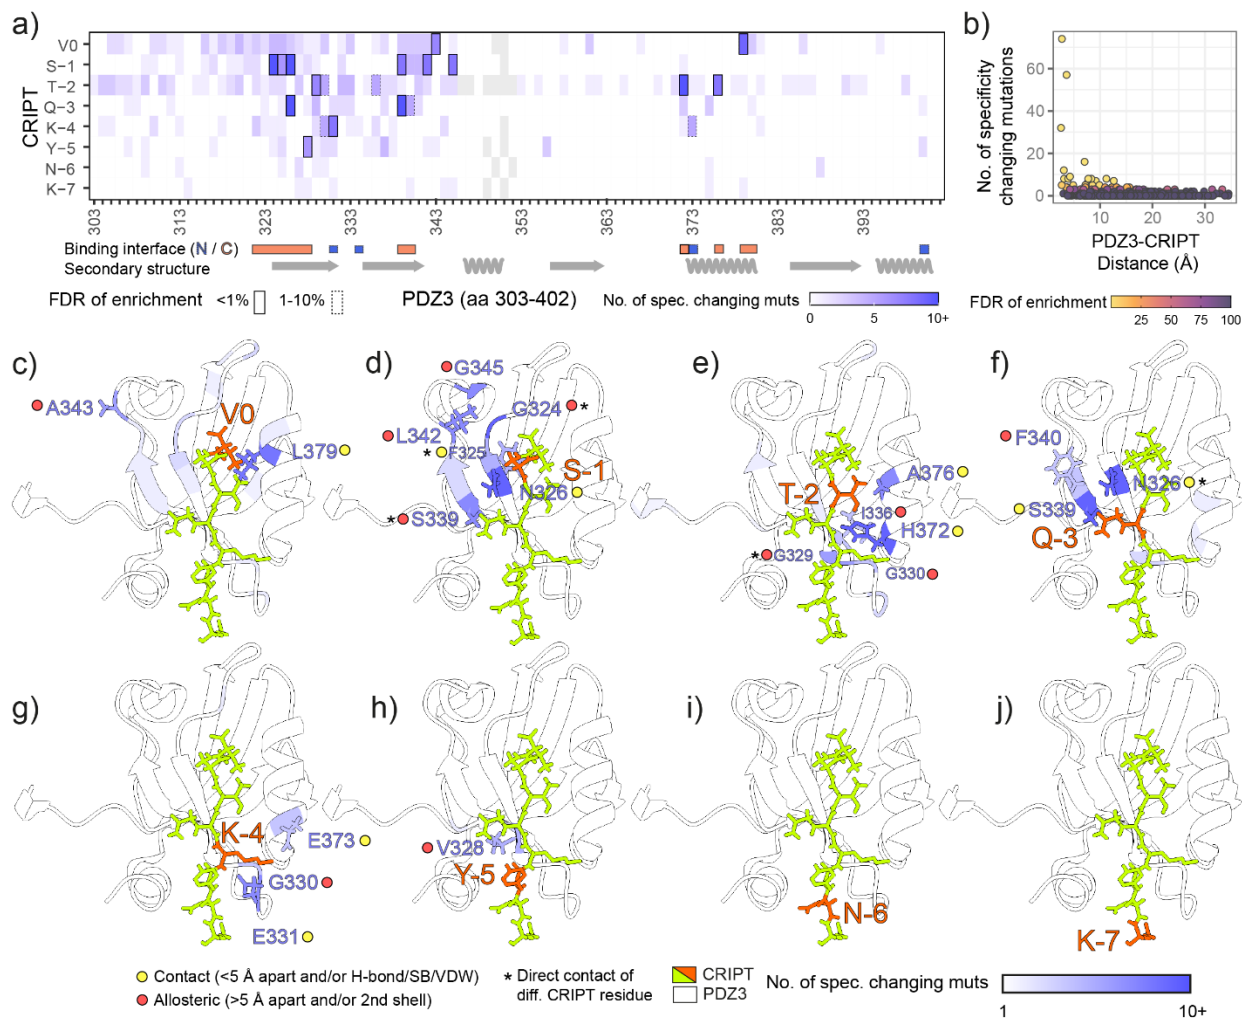 a)
CRIPT
V0
S-1
T-2
Q-3
K-4
Y-5
N-6
K-7
303 313 323 333 343 353 363 373 383 393
Binding interface (N / C)
Secondary structure
FDR of enrichment <1% 1-10%
PDZ3 (aa 303-402)
No. of spec. changing muts
0 5 10+
b)
No. of specificity
changing mutations
60
40
20
0
10 20 30
PDZ3-CRIPT
Distance (Å)
FDR of enrichment
25 50 75 100
c)
A343
V0
L379
d)
G345
G324 *
L342
* F325
S-1
N326
* S339
e)
A376
T-2
I336
H372
* G329
G330
f)
F340
N326 *
S339
Q-3
g)
K-4
E373
G330
E331
h)
V328
Y-5
i)
N-6
j)
K-7
Contact (<5 Å apart and/or H-bond/SB/VDW)
Allosteric (>5 Å apart and/or 2nd shell)
* Direct contact of
diff. CRIPT residue
CRIPT
PDZ3
No. of spec. changing muts
1 10+